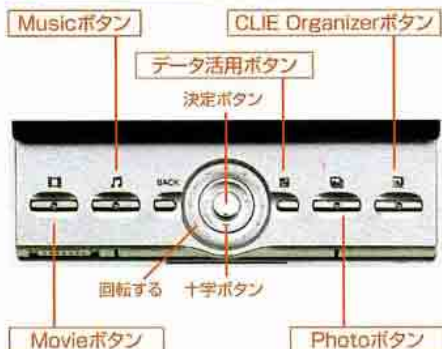 Musicボタン
CLIE Organizerボタン
データ活用ボタン
決定ボタン
BACK
回転する
十字ボタン
Movieボタン
Photoボタン